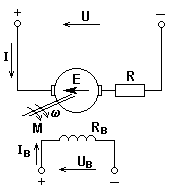 + U −
I E R
M ω
I_B R_B
+ U_B −